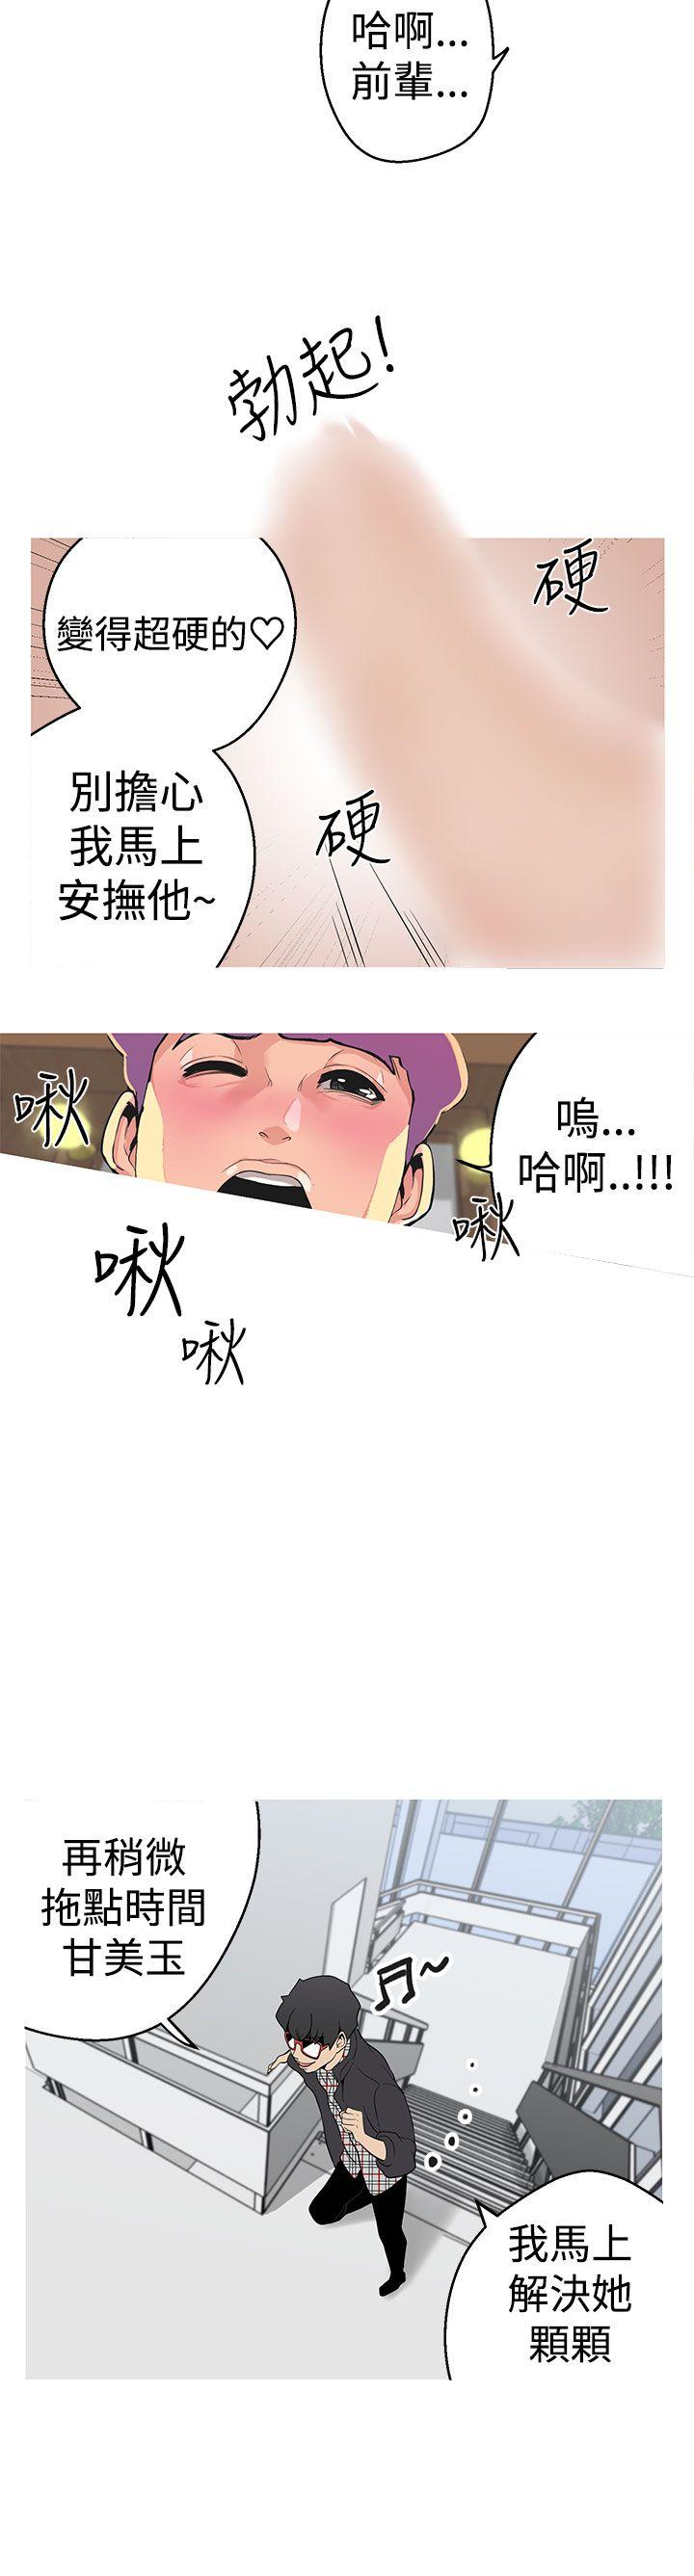 哈啊...
前輩...
勃起!
硬
變得超硬的♡
別擔心
我馬上
安撫他~
硬
啾
嗚...
哈啊..!!!
啾
啾
啾
再稍微
拖點時間
甘美玉
我馬上
解決她
顆顆